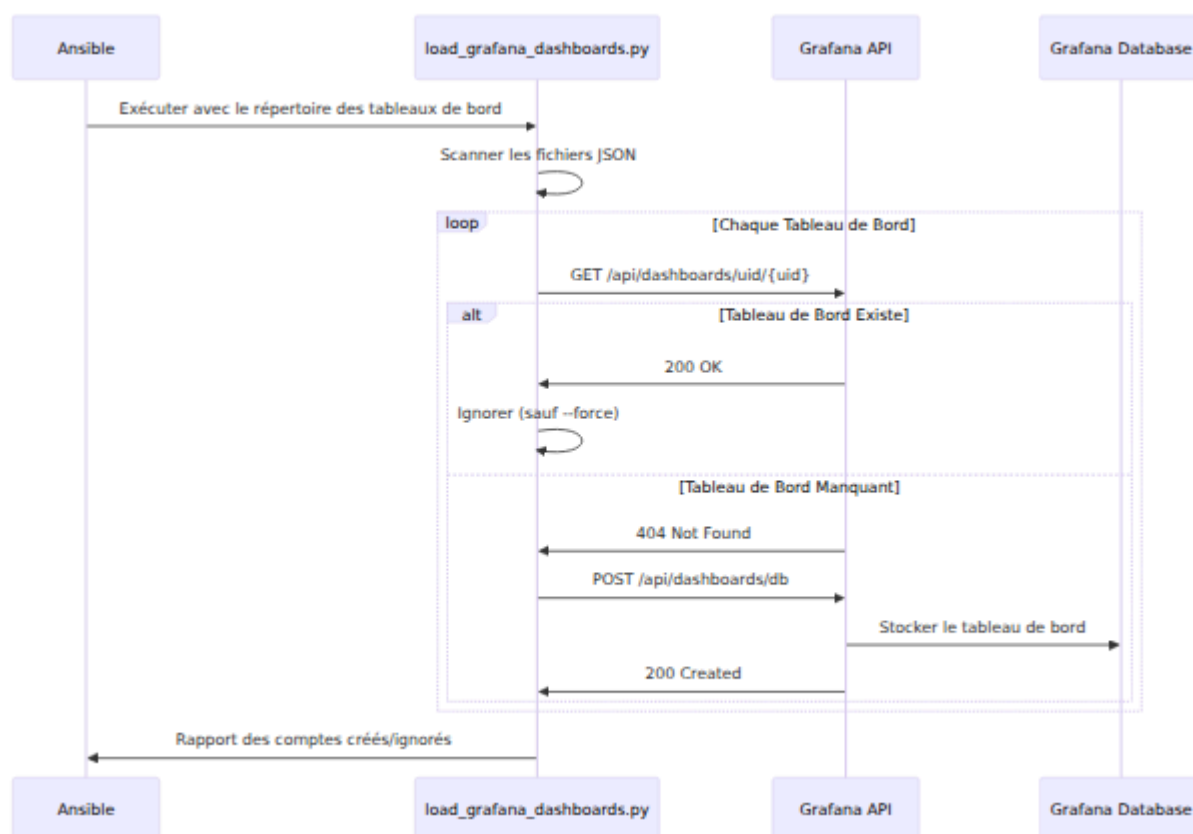 Ansible
load_grafana_dashboards.py
Grafana API
Grafana Database
Exécuter avec le répertoire des tableaux de bord
Scanner les fichiers JSON
loop
[Chaque Tableau de Bord]
GET /api/dashboards/uid/{uid}
alt
[Tableau de Bord Existe]
200 OK
Ignorer (sauf --force)
[Tableau de Bord Manquant]
404 Not Found
POST /api/dashboards/db
Stocker le tableau de bord
200 Created
Rapport des comptes créés/ignorés
Ansible
load_grafana_dashboards.py
Grafana API
Grafana Database